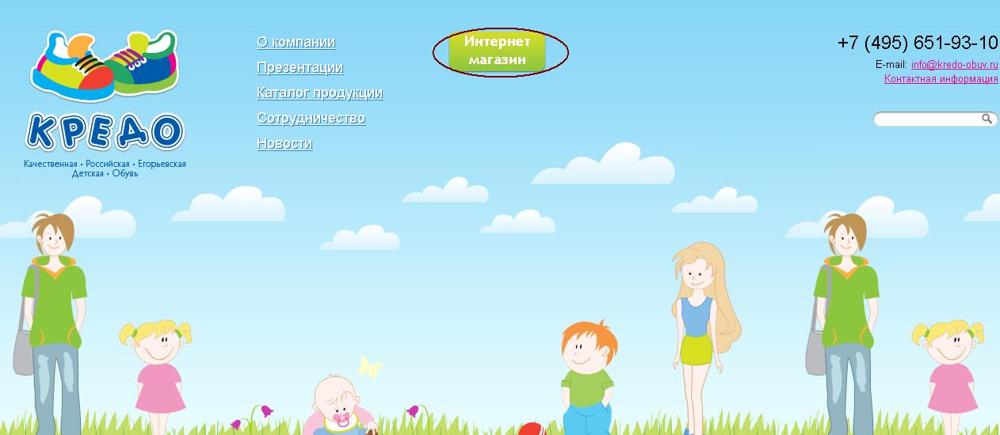 КРЕДО
Качественная • Российская • Егорьевская
Детская • Обувь
О компании
Презентации
Каталог продукции
Сотрудничество
Новости
Интернет
магазин
+7 (495) 651-93-10
E-mail: info@kredo-obuv.ru
Контактная информация